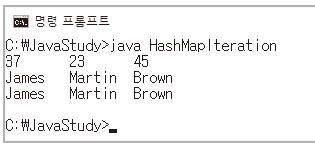 명령 프롬프트
C:₩JavaStudy>java HashMapIteration
37 23 45
James Martin Brown
James Martin Brown
C:₩JavaStudy>